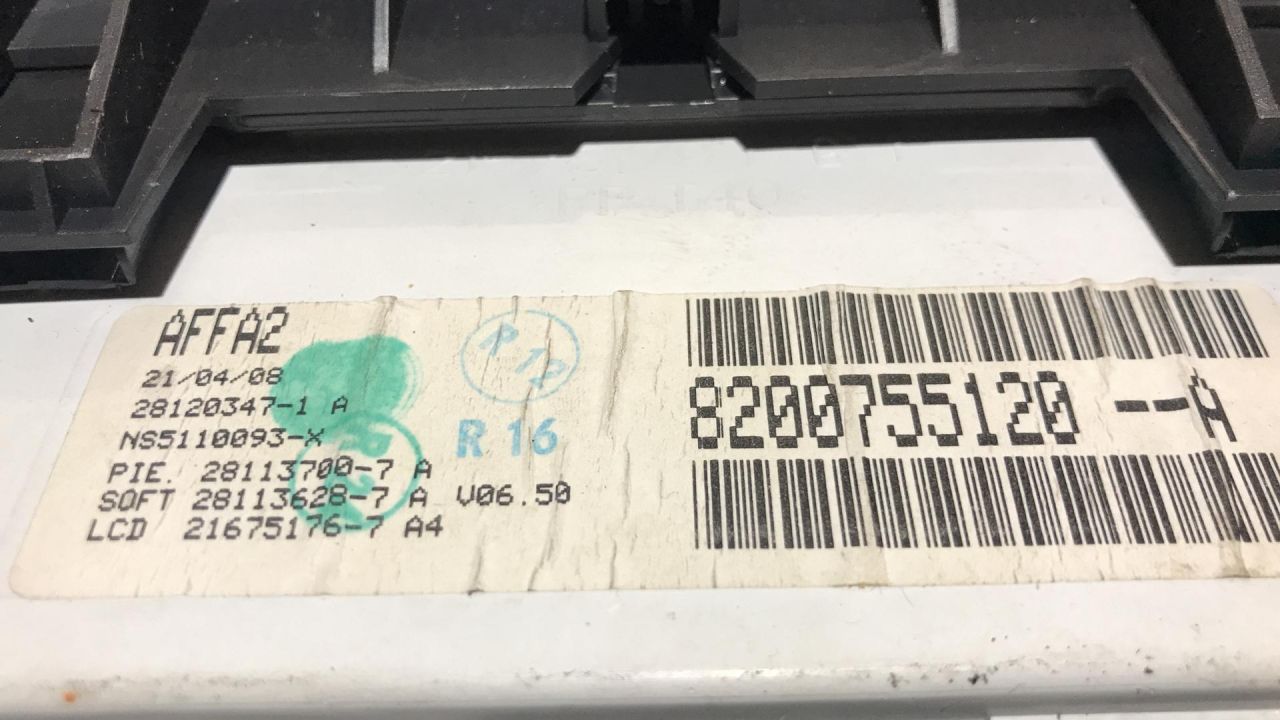 AFFA2
21/04/08
28120347-1 A
NS5110093-X
PIE. 28113700-7 A
SOFT 28113628-7 A V06.50
LCD 21675176-7 A4
R 12
R 16
8200755120 --A